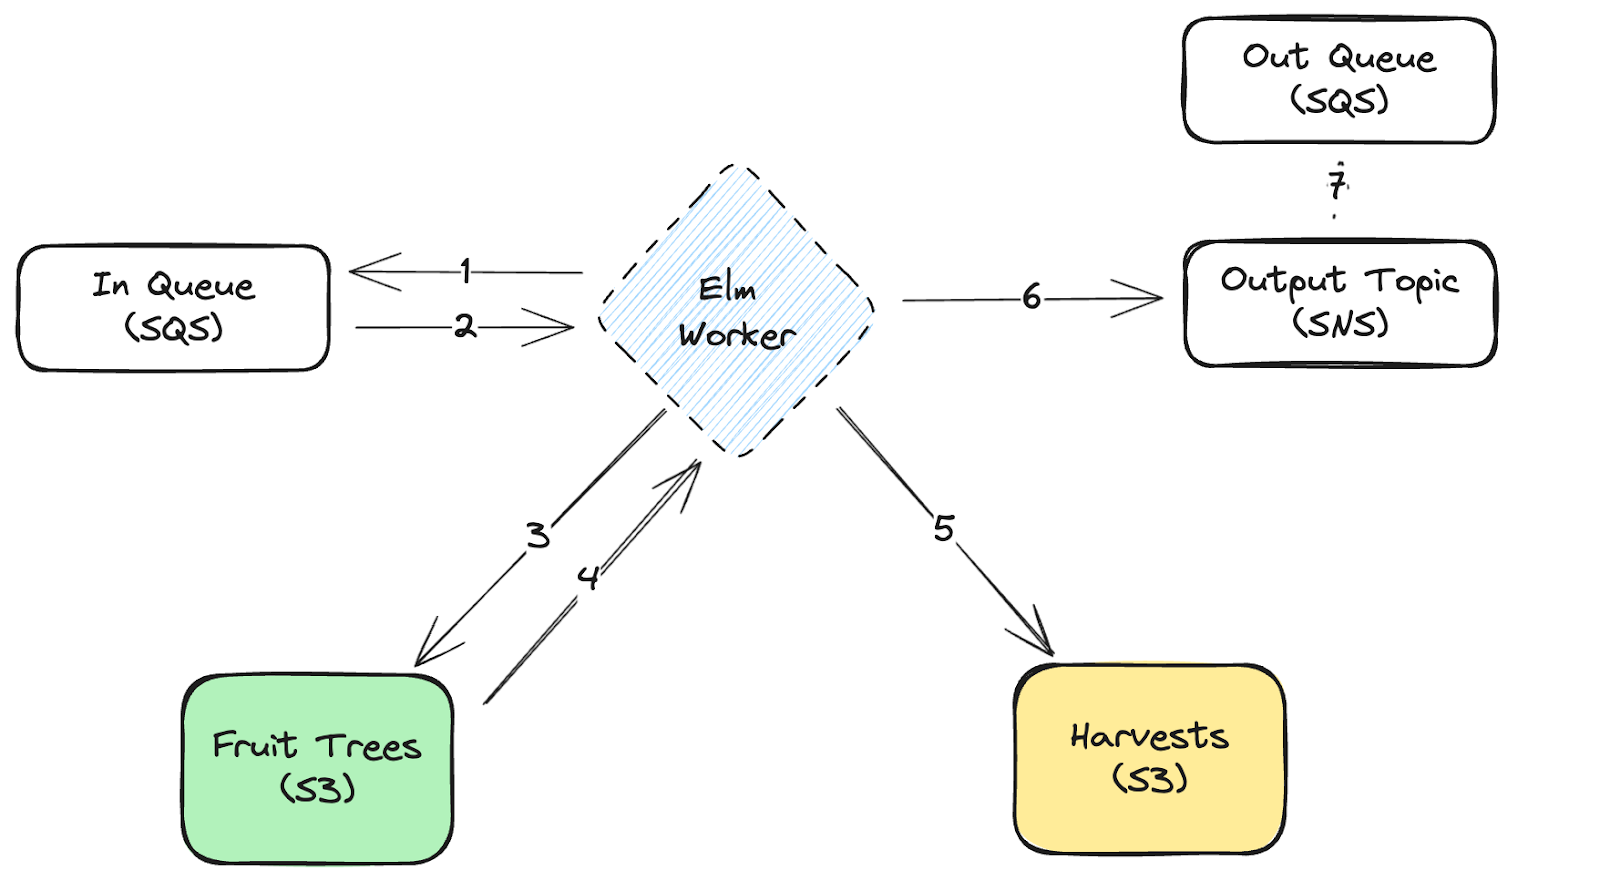 Out Queue
(SQS)
7
In Queue
(SQS)
1
2
Elm
Worker
6
Output Topic
(SNS)
3
4
5
Fruit Trees
(S3)
Harvests
(S3)